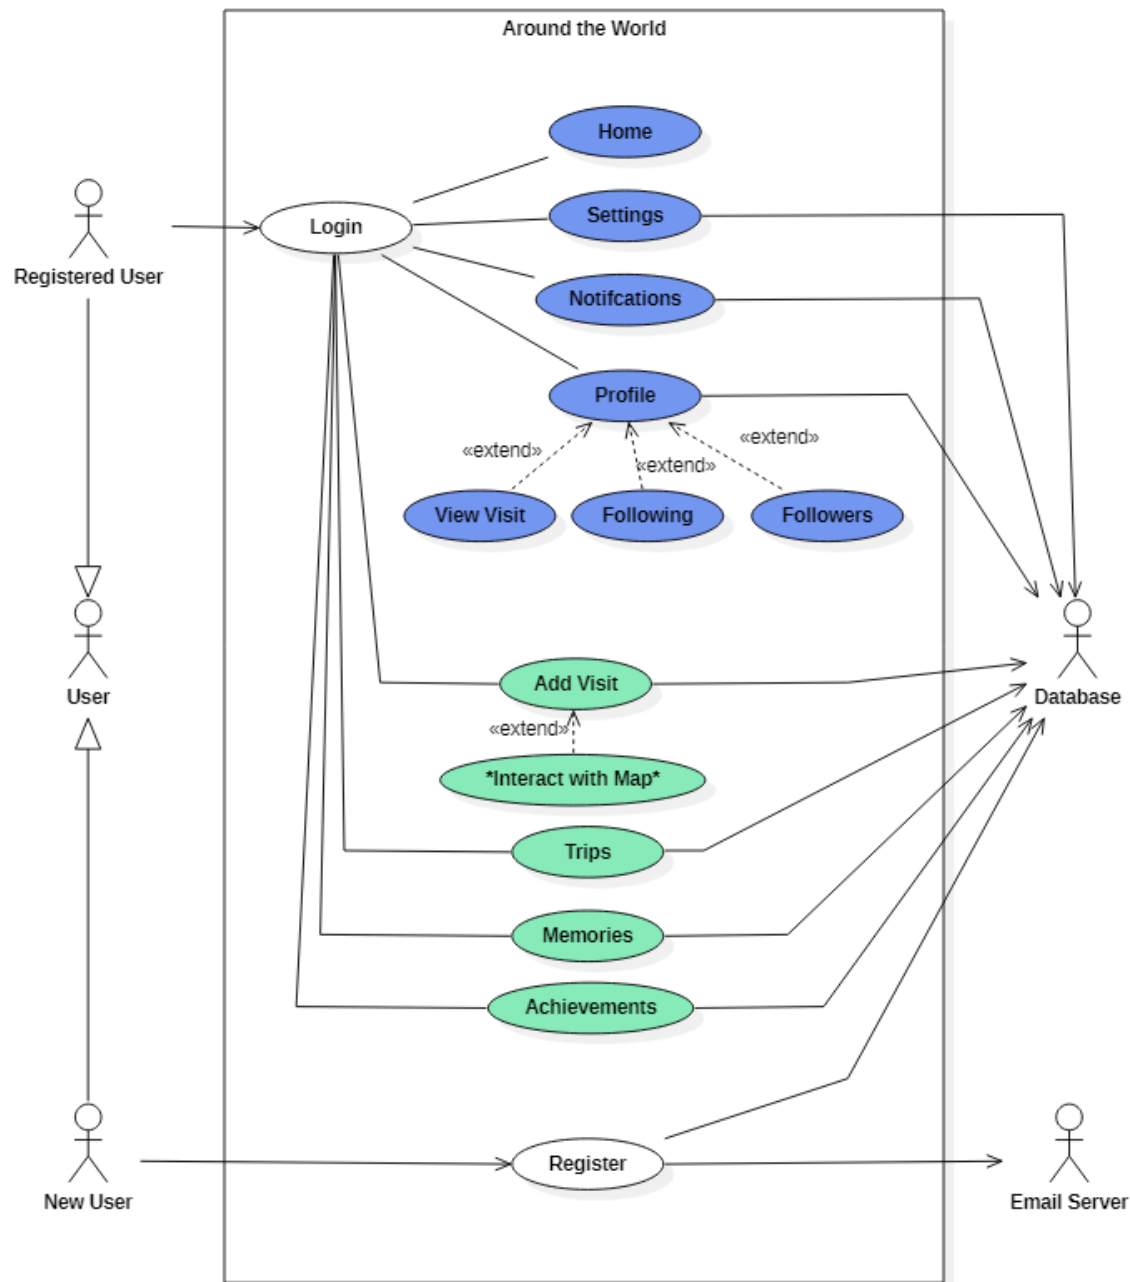 Around the World
Home
Settings
Login
Registered User
Notifcations
Profile
«extend»
«extend»
«extend»
View Visit
Following
Followers
User
Add Visit
Database
«extend»
*Interact with Map*
Trips
Memories
Achievements
New User
Register
Email Server